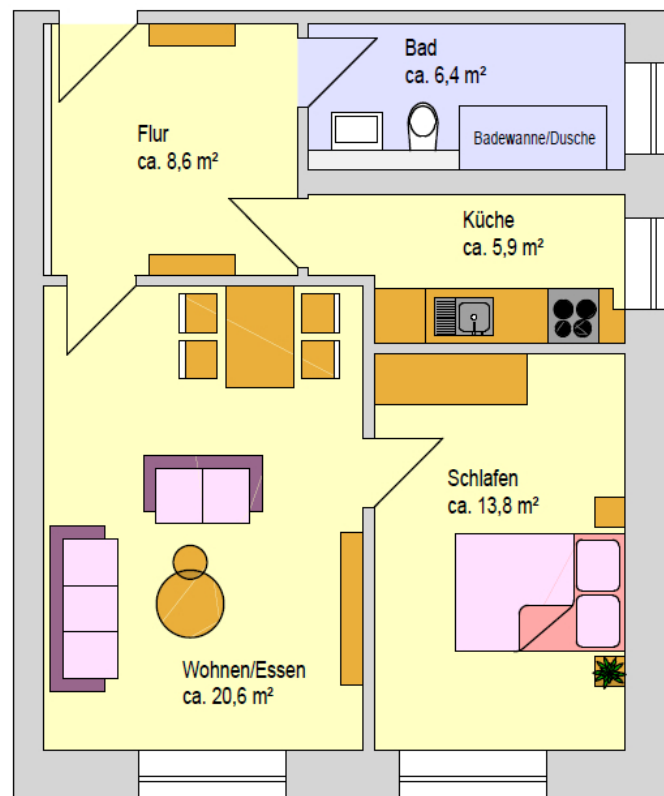 Bad
ca. 6,4 m²
Flur
ca. 8,6 m²
Badewanne/Dusche
Küche
ca. 5,9 m²
Schlafen
ca. 13,8 m²
Wohnen/Essen
ca. 20,6 m²